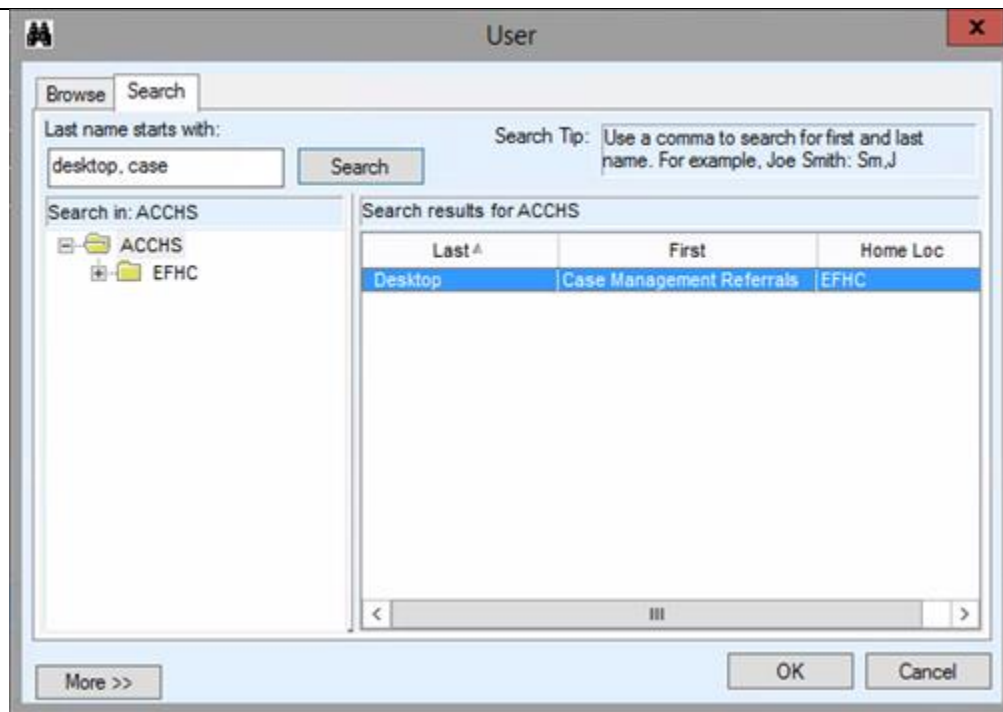 User
x
Browse Search
Last name starts with:
desktop, case
Search
Search Tip: Use a comma to search for first and last
name. For example, Joe Smith: Sm,J
Search in: ACCHS
ACCHS
EFHC
Search results for ACCHS
Last First Home Loc
Desktop Case Management Referrals EFHC
More >>
OK
Cancel